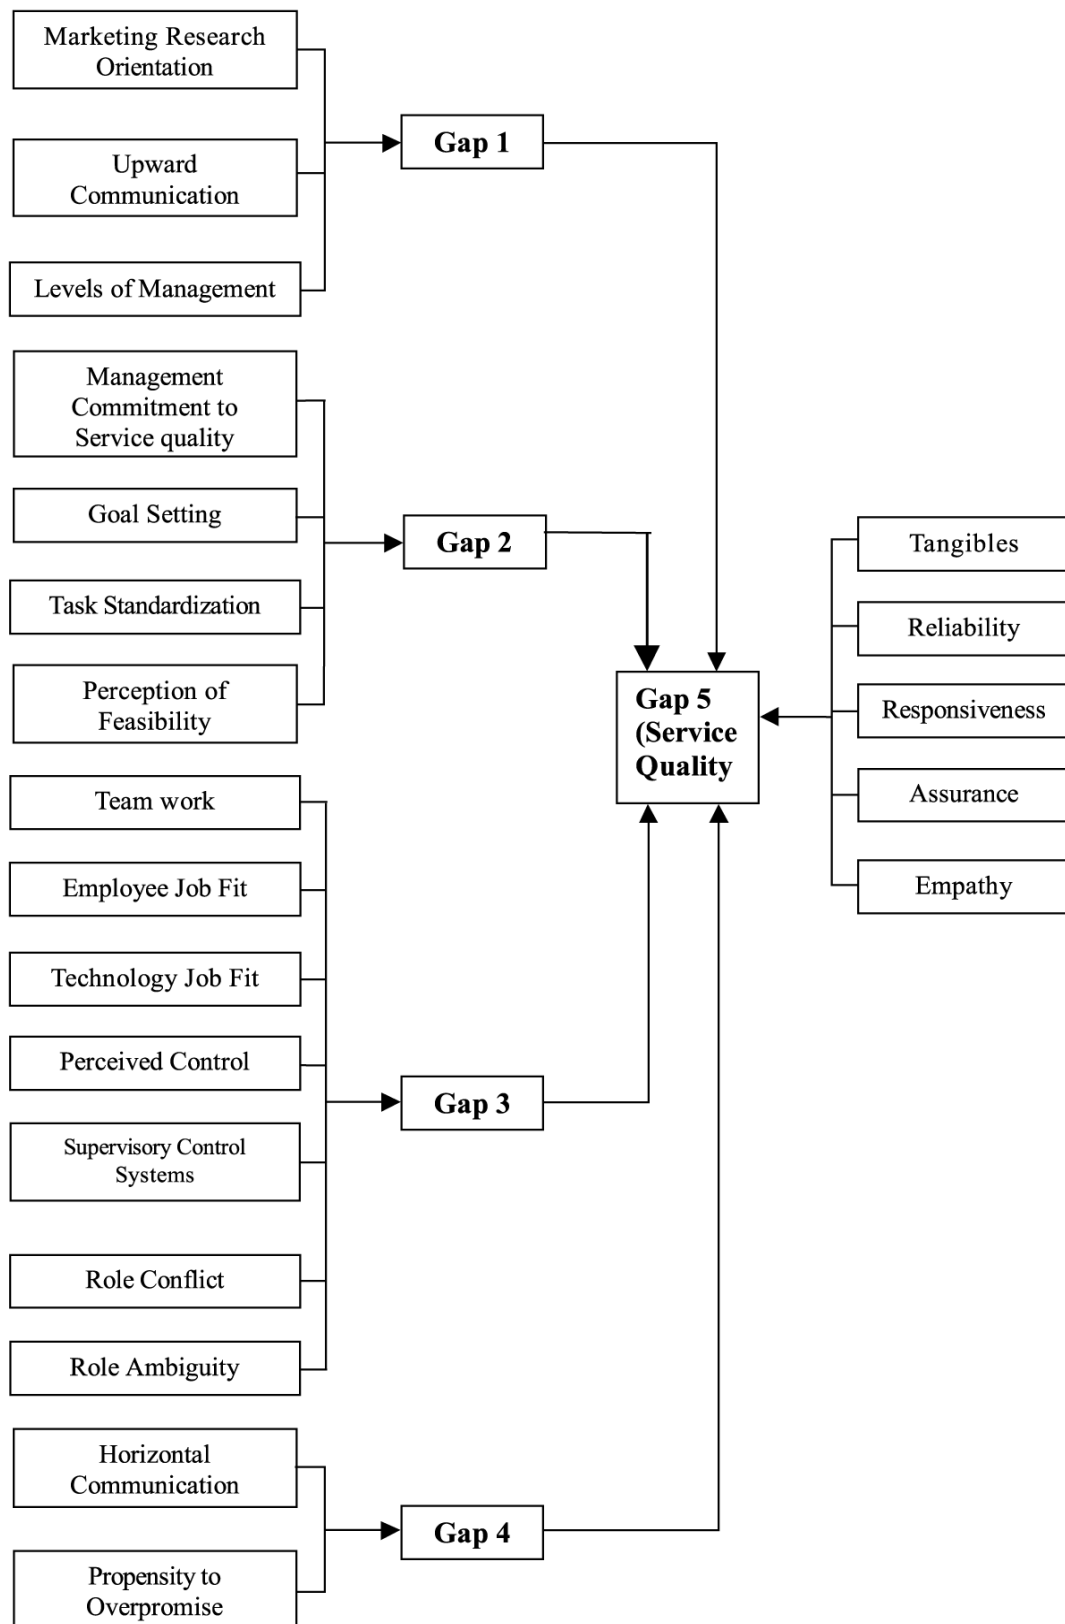 Marketing Research
Orientation
Gap 1
Upward
Communication
Levels of Management
Management
Commitment to
Service quality
Goal Setting
Gap 2
Task Standardization
Perception of
Feasibility
Tangibles
Reliability
Responsiveness
Assurance
Empathy
Gap 5
(Service
Quality
Team work
Employee Job Fit
Technology Job Fit
Perceived Control
Gap 3
Supervisory Control
Systems
Role Conflict
Role Ambiguity
Horizontal
Communication
Gap 4
Propensity to
Overpromise